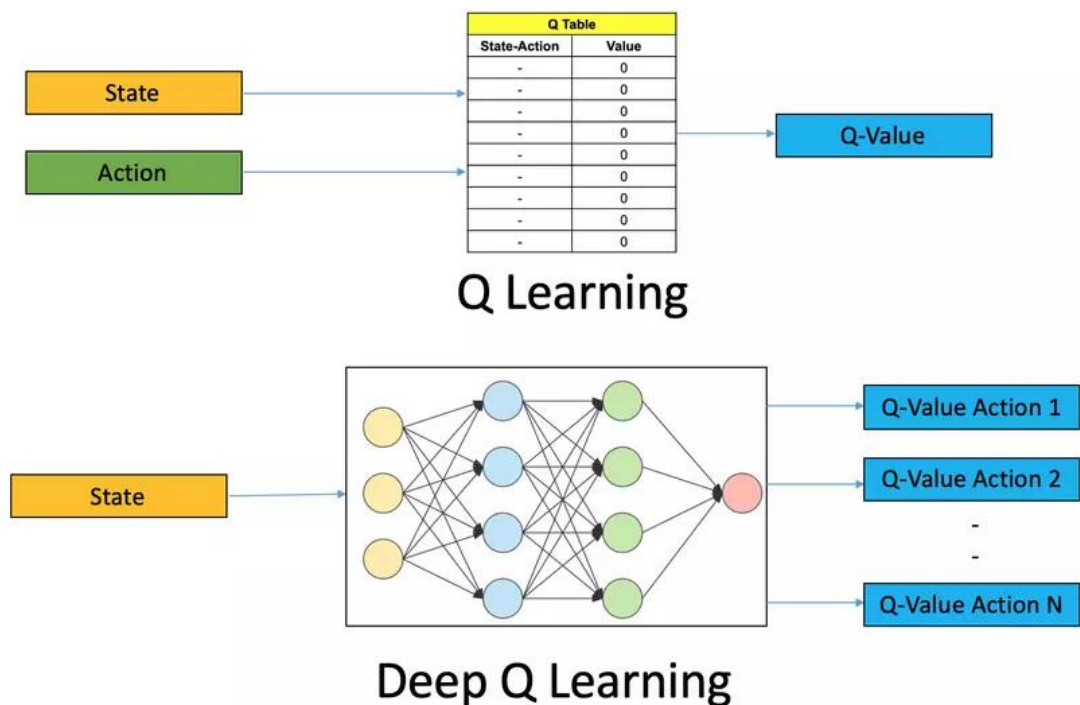 Q Table
State-Action Value
- 0
- 0
- 0
- 0
- 0
- 0
- 0
- 0
- 0
State
Action
Q-Value
Q Learning
State
Q-Value Action 1
Q-Value Action 2
-
-
Q-Value Action N
Deep Q Learning